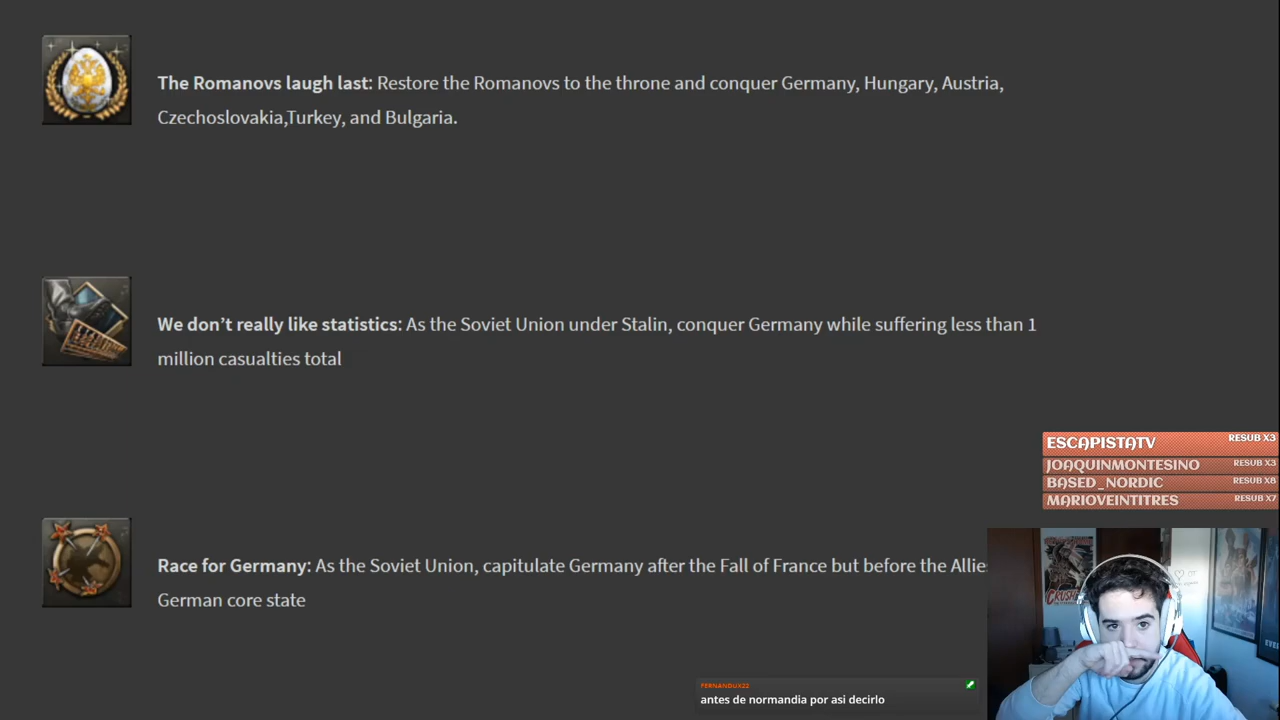 The Romanovs laugh last: Restore the Romanovs to the throne and conquer Germany, Hungary, Austria,
Czechoslovakia,Turkey, and Bulgaria.
We don’t really like statistics: As the Soviet Union under Stalin, conquer Germany while suffering less than 1
million casualties total
ESCAPISTATV RESUB X3
JOAQUINMONTESINO RESUB X3
BASED_NORDIC RESUB X6
MARIOVEINTITRES RESUB X7
Race for Germany: As the Soviet Union, capitulate Germany after the Fall of France but before the Allie
German core state
FERNANDUX22
antes de normandia por asi decirlo